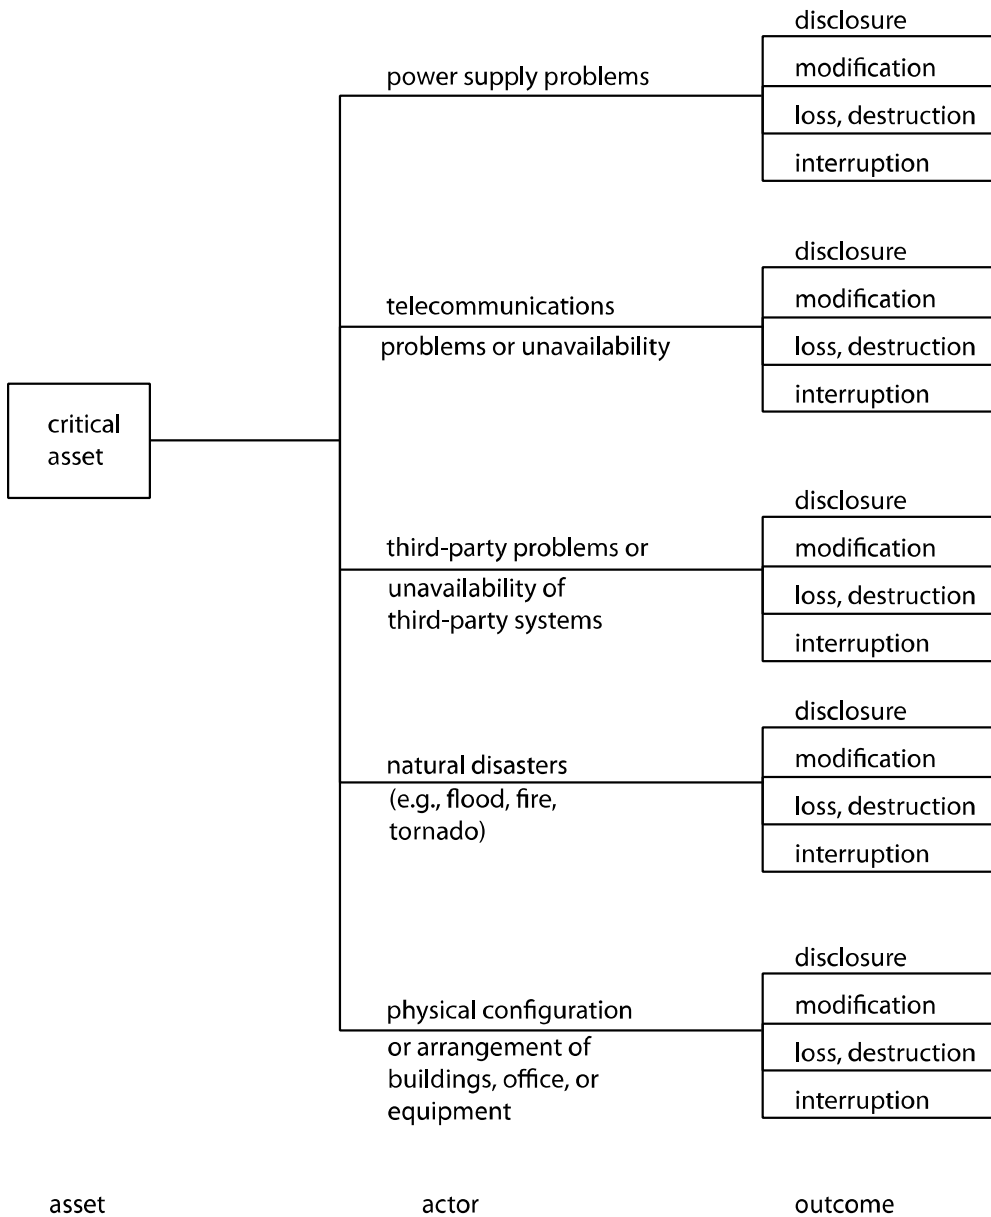 disclosure
power supply problems
modification
loss, destruction
interruption
disclosure
telecommunications
modification
problems or unavailability
loss, destruction
interruption
critical
asset
disclosure
third-party problems or
modification
unavailability of
loss, destruction
third-party systems
interruption
disclosure
natural disasters
modification
(e.g., flood, fire,
loss, destruction
tornado)
interruption
disclosure
physical configuration
modification
or arrangement of
loss, destruction
buildings, office, or
interruption
equipment
asset
actor
outcome